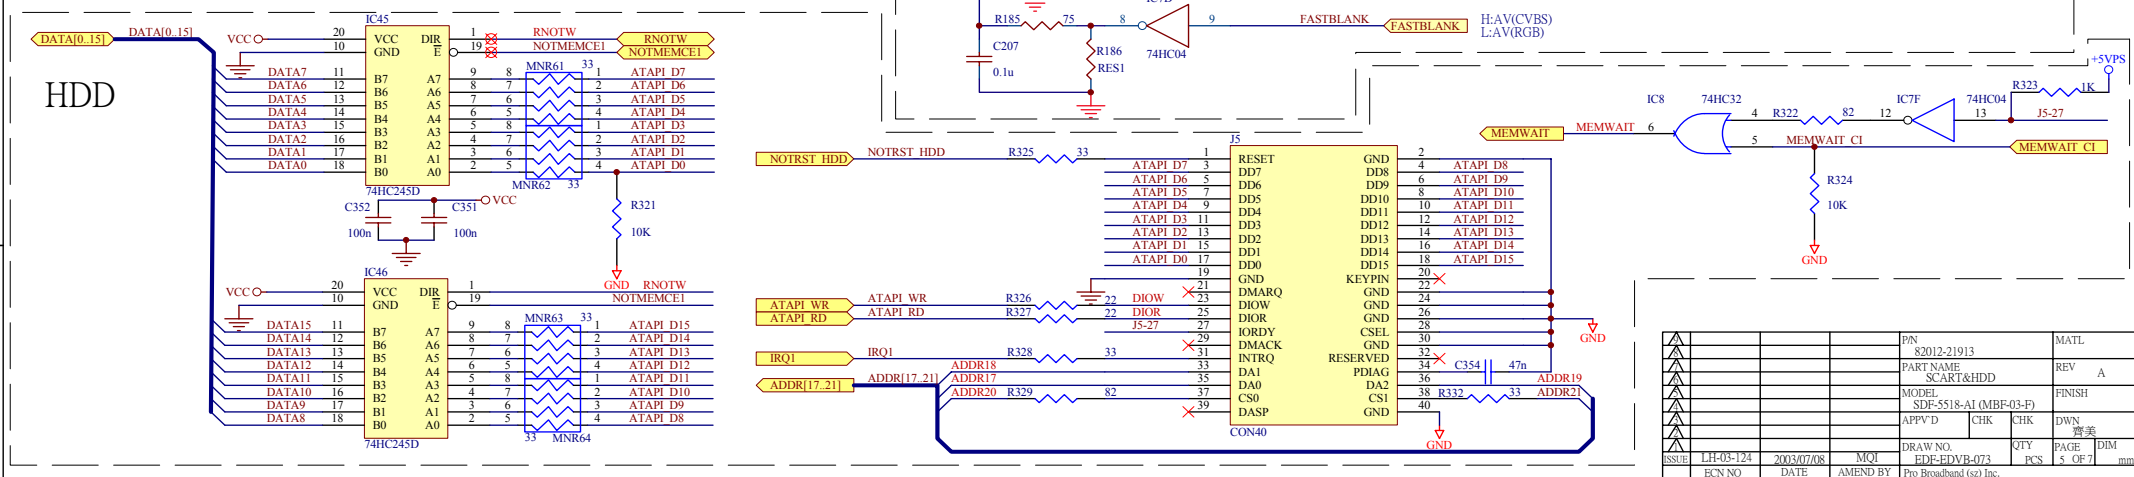 HDD
DATA[0..15] DATA[0..15]
IC45
VCC 20 VCC DIR 1 RNOTW RNOTW
10 GND E 19 NOTMEMCE1 NOTMEMCE1
MNR61 33
DATA7 11 B7 A7 9 8 1 ATAPI_D7
DATA6 12 B6 A6 8 7 2 ATAPI_D6
DATA5 13 B5 A5 7 6 3 ATAPI_D5
DATA4 14 B4 A4 6 5 4 ATAPI_D4
DATA3 15 B3 A3 5 8 1 ATAPI_D3
DATA2 16 B2 A2 4 7 2 ATAPI_D2
DATA1 17 B1 A1 3 6 3 ATAPI_D1
DATA0 18 B0 A0 2 5 4 ATAPI_D0
74HC245D MNR62 33
C352 C351 VCC
100n 100n
R321
10K
GND
IC46
VCC 20 VCC DIR 1 RNOTW
10 GND E 19 NOTMEMCE1
MNR63 33
DATA15 11 B7 A7 9 8 1 ATAPI_D15
DATA14 12 B6 A6 8 7 2 ATAPI_D14
DATA13 13 B5 A5 7 6 3 ATAPI_D13
DATA12 14 B4 A4 6 5 4 ATAPI_D12
DATA11 15 B3 A3 5 8 1 ATAPI_D11
DATA10 16 B2 A2 4 7 2 ATAPI_D10
DATA9 17 B1 A1 3 6 3 ATAPI_D9
DATA8 18 B0 A0 2 5 4 ATAPI_D8
74HC245D 33 MNR64
R185 75 8 9 FASTBLANK FASTBLANK H:AV(CVBS)
L:AV(RGB)
C207 R186 74HC04
0.1u RES1
J5
NOTRST_HDD NOTRST_HDD R325 33 1 RESET GND 2
ATAPI_D7 3 DD7 DD8 4 ATAPI_D8
ATAPI_D6 5 DD6 DD9 6 ATAPI_D9
ATAPI_D5 7 DD5 DD10 8 ATAPI_D10
ATAPI_D4 9 DD4 DD11 10 ATAPI_D11
ATAPI_D3 11 DD3 DD12 12 ATAPI_D12
ATAPI_D2 13 DD2 DD13 14 ATAPI_D13
ATAPI_D1 15 DD1 DD14 16 ATAPI_D14
ATAPI_D0 17 DD0 DD15 18 ATAPI_D15
19 GND KEYPIN 20
21 DMARQ GND 22
ATAPI_WR ATAPI_WR R326 22 DIOW 23 DIOW GND 24
ATAPI_RD ATAPI_RD R327 22 DIOR 25 DIOR GND 26
J5-27 27 IORDY CSEL 28 GND
29 DMACK GND 30
IRQ1 IRQ1 R328 33 31 INTRQ RESERVED 32
ADDR18 33 DA1 PDIAG 34 C354 47n
ADDR[17..21] ADDR[17..21] ADDR17 35 DA0 DA2 36 ADDR19
ADDR20 R329 82 37 CS0 CS1 38 R332 33 ADDR21
39 DASP GND 40
CON40 GND
+5VPS
IC8 74HC32 IC7F 74HC04 R323 1K
MEMWAIT MEMWAIT 6 4 R322 82 12 13 J5-27
5 MEMWAIT_CI MEMWAIT_CI
R324
10K
GND
P/N MATL
82012-21913
PART NAME REV
SCART&HDD A
MODEL FINISH
SDF-5518-AI (MBF-03-F)
APPV'D CHK CHK DWN
齊美
DRAW NO. QTY PAGE DIM
EDF-EDVB-073 PCS 5 OF 7 mm
ISSUE LH-03-124 2003/07/08 MQI
ECN NO DATE AMEND BY Pro Broadband (sz) Inc.